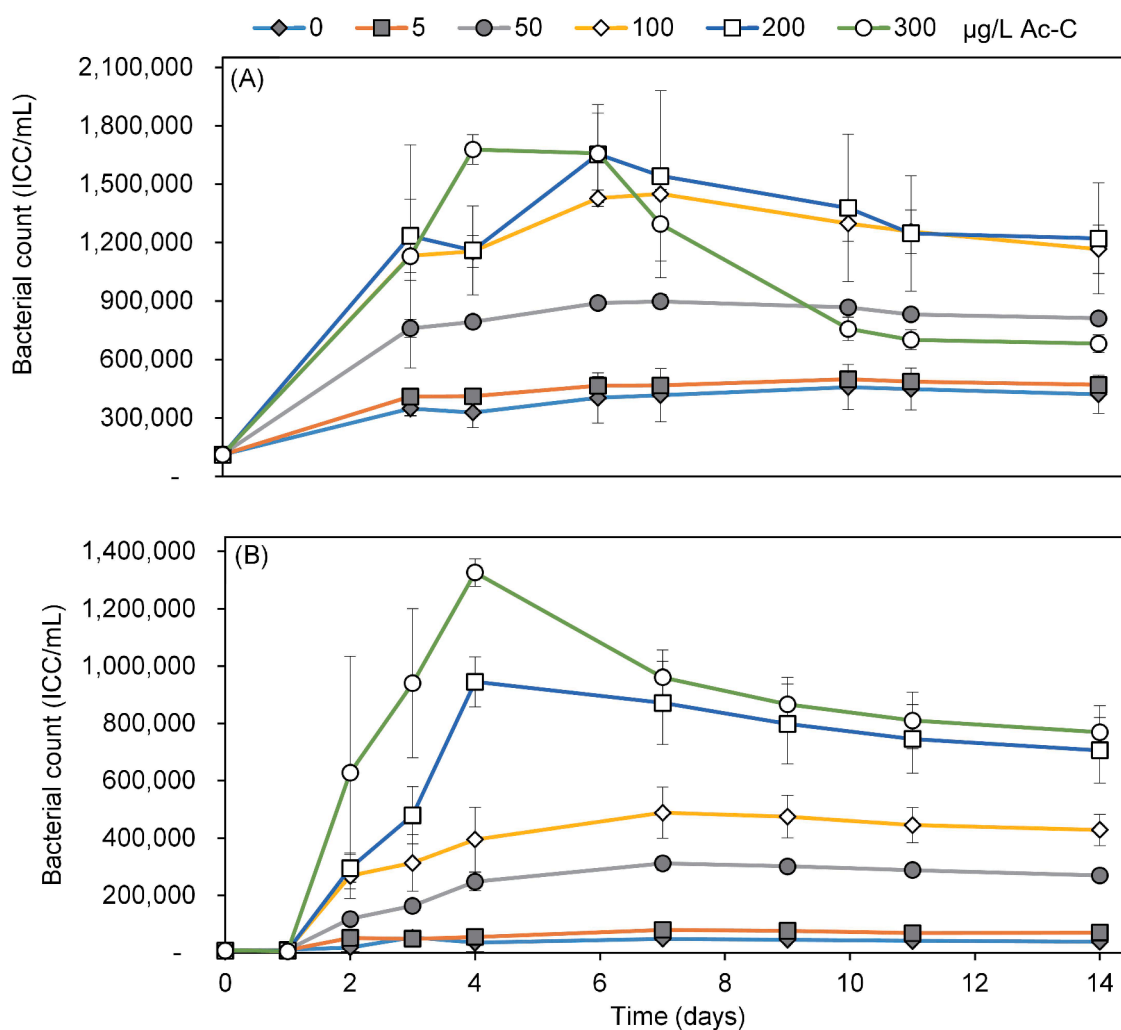 0 5 50 100 200 300 µg/L Ac-C
(A)
Bacterial count (ICC/mL)
2,100,000
1,800,000
1,500,000
1,200,000
900,000
600,000
300,000
-
(B)
Bacterial count (ICC/mL)
1,400,000
1,200,000
1,000,000
800,000
600,000
400,000
200,000
-
0 2 4 6 8 10 12 14
Time (days)